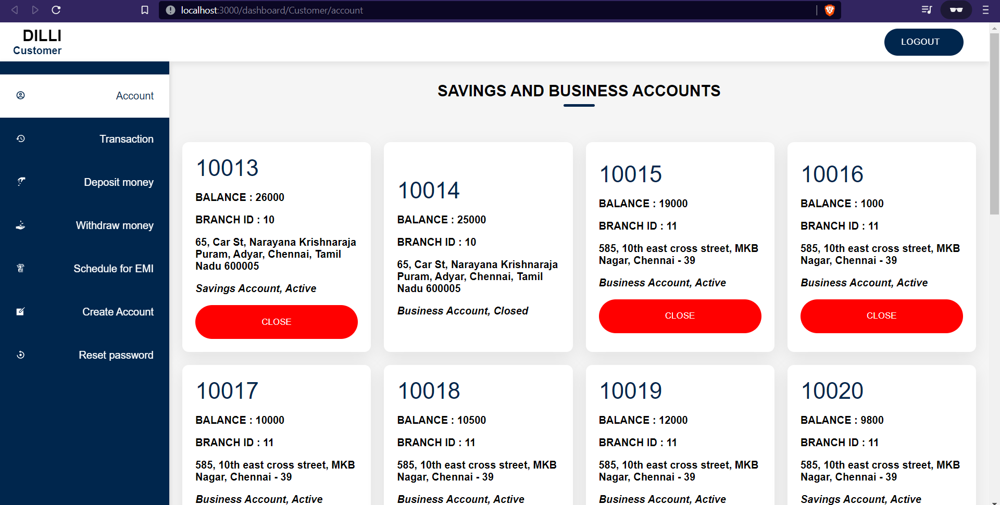 localhost:3000/dashboard/Customer/account
DILLI
Customer
LOGOUT
Account
Transaction
Deposit money
Withdraw money
Schedule for EMI
Create Account
Reset password
SAVINGS AND BUSINESS ACCOUNTS
10013
BALANCE : 26000
BRANCH ID : 10
65, Car St, Narayana Krishnaraja
Puram, Adyar, Chennai, Tamil
Nadu 600005
Savings Account, Active
CLOSE
10014
BALANCE : 25000
BRANCH ID : 10
65, Car St, Narayana Krishnaraja
Puram, Adyar, Chennai, Tamil
Nadu 600005
Business Account, Closed
10015
BALANCE : 19000
BRANCH ID : 11
585, 10th east cross street, MKB
Nagar, Chennai - 39
Business Account, Active
CLOSE
10016
BALANCE : 1000
BRANCH ID : 11
585, 10th east cross street, MKB
Nagar, Chennai - 39
Business Account, Active
CLOSE
10017
BALANCE : 10000
BRANCH ID : 11
585, 10th east cross street, MKB
Nagar, Chennai - 39
Business Account, Active
10018
BALANCE : 10500
BRANCH ID : 11
585, 10th east cross street, MKB
Nagar, Chennai - 39
Business Account, Active
10019
BALANCE : 12000
BRANCH ID : 11
585, 10th east cross street, MKB
Nagar, Chennai - 39
Business Account, Active
10020
BALANCE : 9800
BRANCH ID : 11
585, 10th east cross street, MKB
Nagar, Chennai - 39
Savings Account, Active